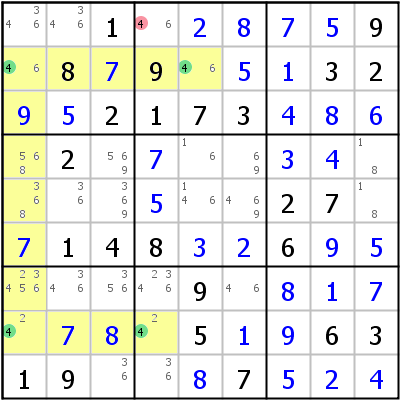 3 3
4 6 4 6 1 4 6 2 8 7 5 9
4 6 8 7 9 4 6 5 1 3 2
9 5 2 1 7 3 4 8 6
1 1
5 6 2 5 6 7 6 6 3 4
8 9 9 8
3 3 3 1 1
6 6 6 5 4 6 4 6 2 7
8 9 9 8
7 1 4 8 3 2 6 9 5
2 3 3 3 2 3
4 5 6 4 6 5 6 4 6 9 4 6 8 1 7
2 2
4 7 8 4 5 1 9 6 3
3 3
1 9 6 6 8 7 5 2 4